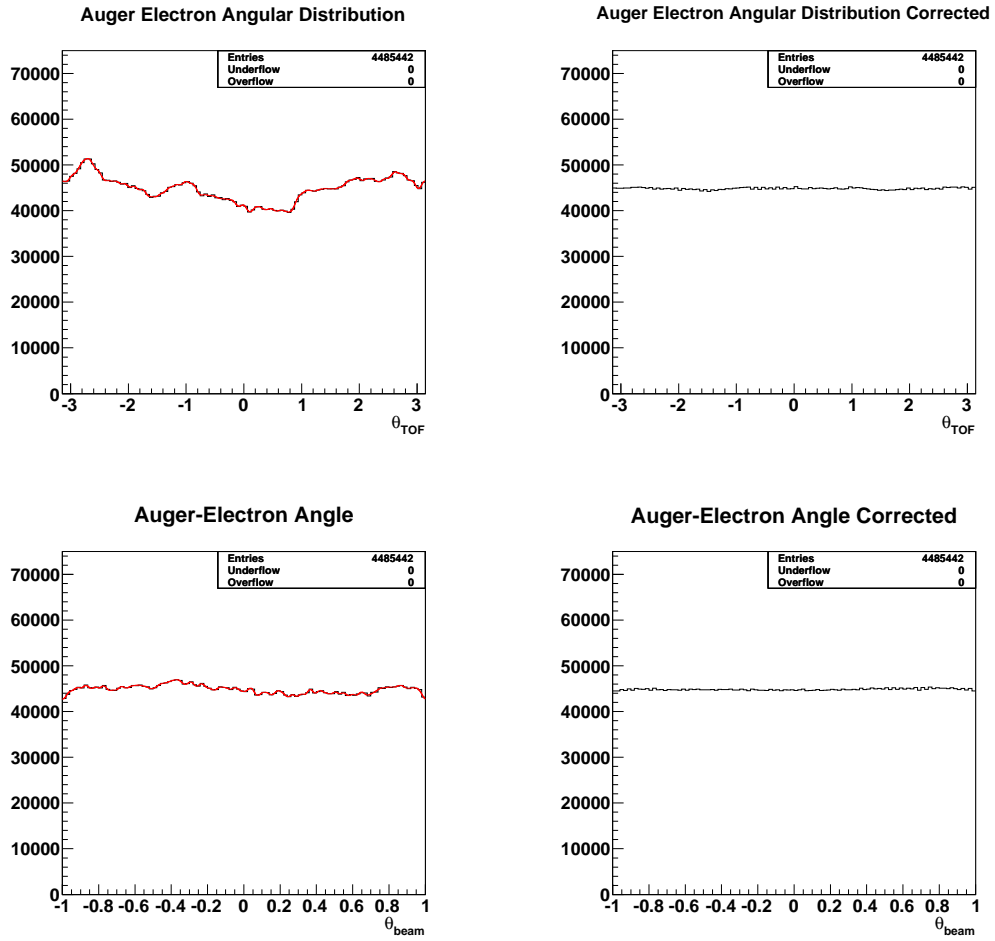 Auger Electron Angular Distribution
Entries 4485442
Underflow 0
Overflow 0
70000
60000
50000
40000
30000
20000
10000
0
-3 -2 -1 0 1 2 3
θTOF
Auger Electron Angular Distribution Corrected
Entries 4485442
Underflow 0
Overflow 0
70000
60000
50000
40000
30000
20000
10000
0
-3 -2 -1 0 1 2 3
θTOF
Auger-Electron Angle
Entries 4485442
Underflow 0
Overflow 0
70000
60000
50000
40000
30000
20000
10000
0
-1 -0.8 -0.6 -0.4 -0.2 0 0.2 0.4 0.6 0.8 1
θbeam
Auger-Electron Angle Corrected
Entries 4485442
Underflow 0
Overflow 0
70000
60000
50000
40000
30000
20000
10000
0
-1 -0.8 -0.6 -0.4 -0.2 0 0.2 0.4 0.6 0.8 1
θbeam